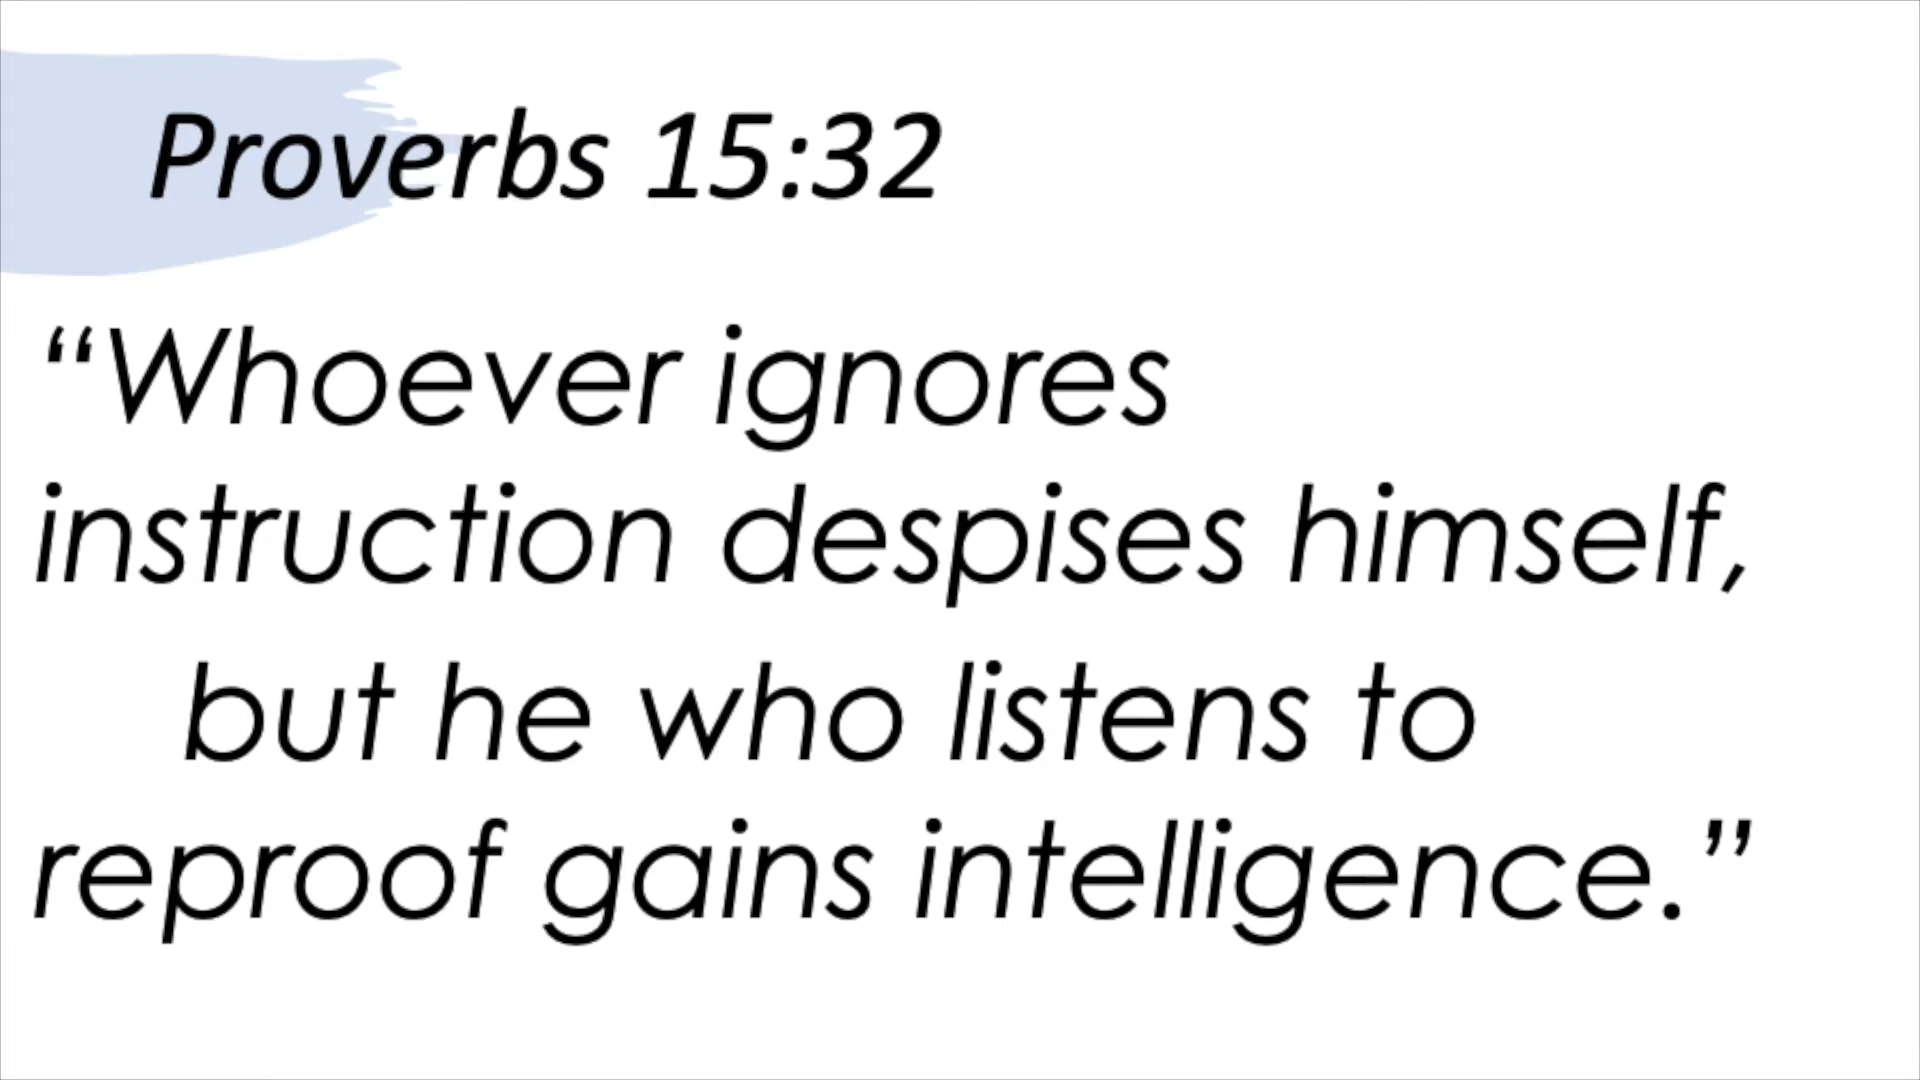 Proverbs 15:32
“Whoever ignores
instruction despises himself,
but he who listens to
reproof gains intelligence.”